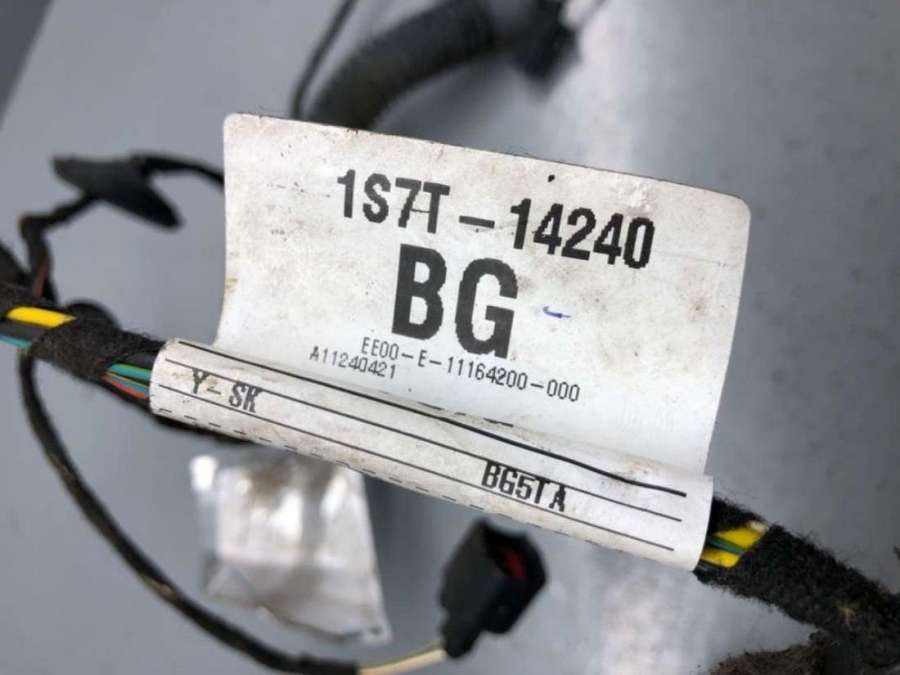 1S7T-14240
BG
EE00-E-11164200-000
A11240421
Y-SK
BG5TA